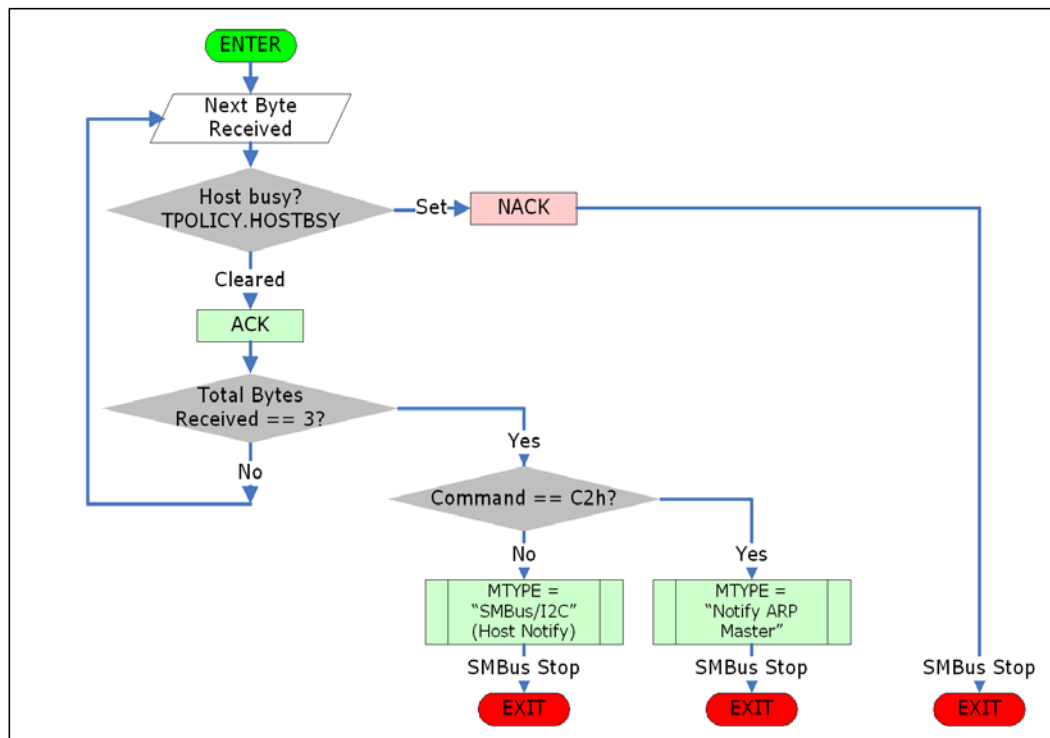 ENTER
Next Byte
Received
Host busy?
TPOLICY.HOSTBSY
Set
NACK
Cleared
ACK
Total Bytes
Received == 3?
Yes
No
Command == C2h?
No
Yes
MTYPE =
“SMBus/I2C”
(Host Notify)
MTYPE =
“Notify ARP
Master”
SMBus Stop
SMBus Stop
SMBus Stop
EXIT
EXIT
EXIT